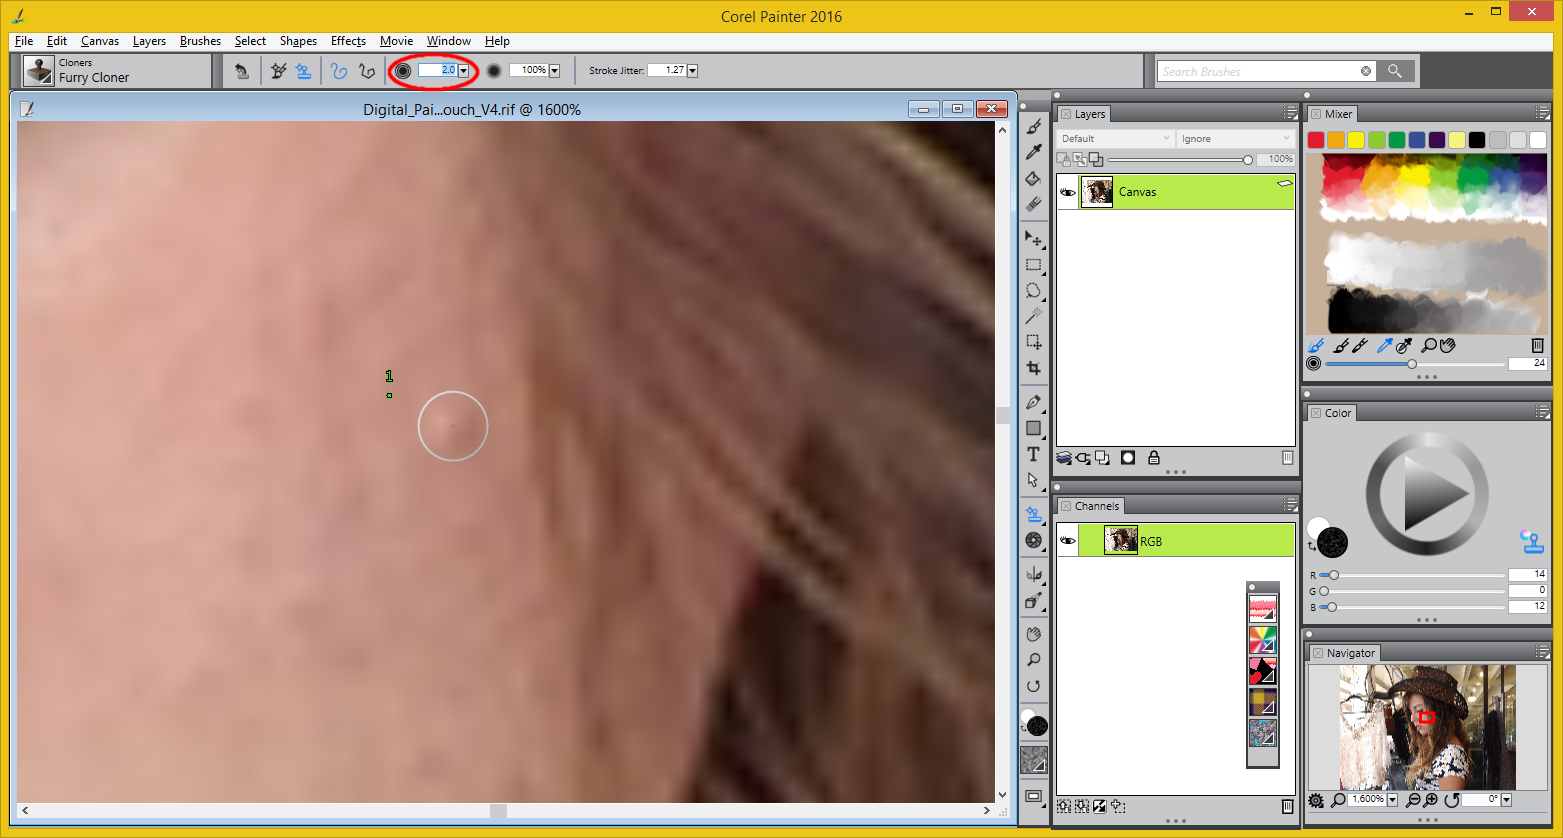 Corel Painter 2016
File Edit Canvas Layers Brushes Select Shapes Effects Movie Window Help
Cloners
Furry Cloner
2.0
100%
Stroke Jitter: 1.27
Search Brushes
Digital_Pai...ouch_V4.rif @ 1600%
1
T
Layers
Default
Ignore
100%
Canvas
Channels
RGB
Mixer
24
Color
R 14
G 0
B 12
Navigator
1,600%
0°